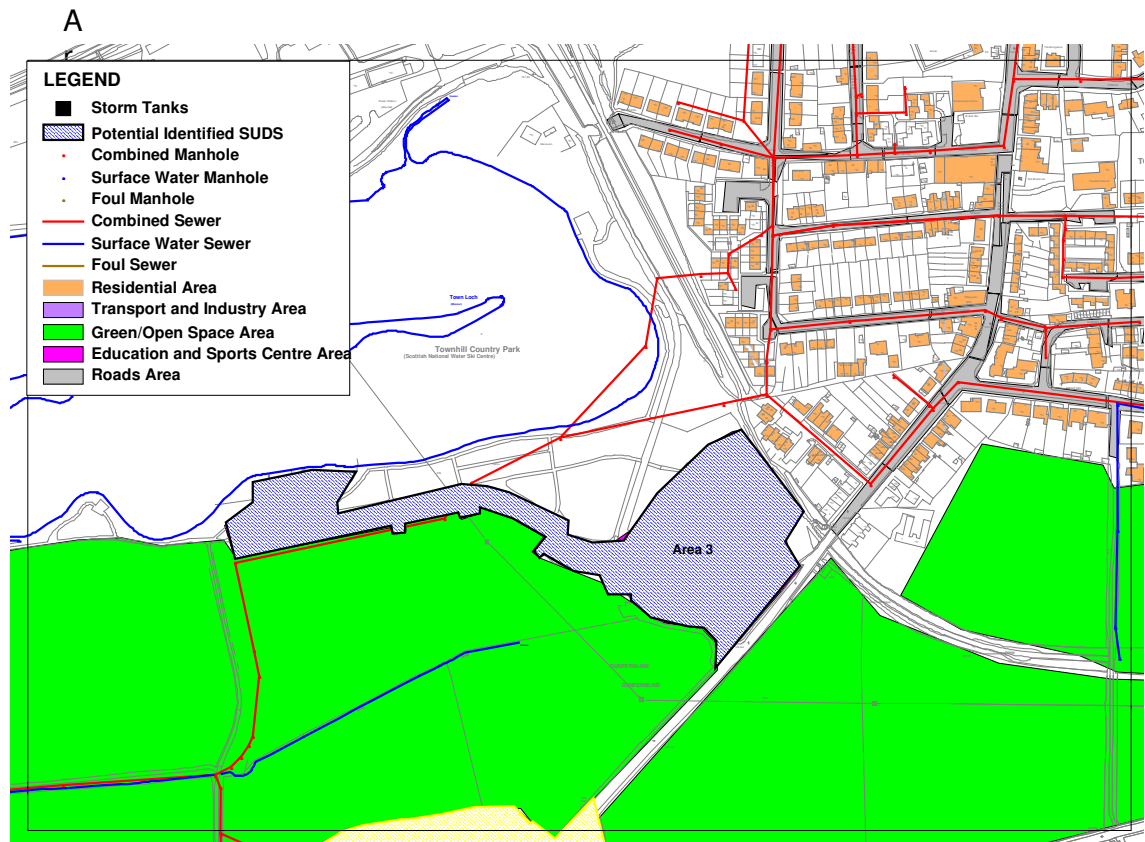 A
r
LEGEND
Storm Tanks
Potential Identified SUDS
Combined Manhole
Surface Water Manhole
Foul Manhole
Combined Sewer
Surface Water Sewer
Foul Sewer
Residential Area
Transport and Industry Area
Green/Open Space Area
Education and Sports Centre Area
Roads Area
Town Loch
Townhill Country Park
(Scottish National Water Ski Centre)
Area 3